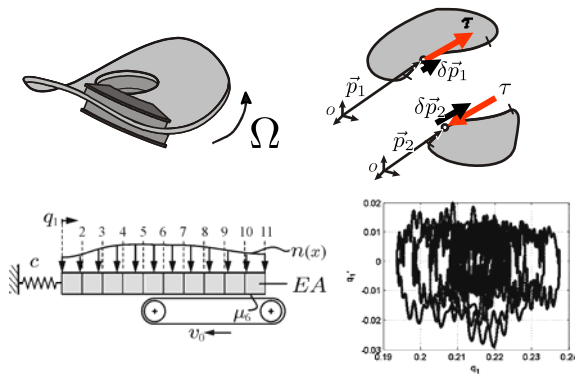 Ω
τ
p⃗₁
δp⃗₁
O
τ
δp⃗₂
p⃗₂
O
q₁
2 3 4 5 6 7 8 9 10 11
n(x)
c
EA
μ₆
v₀
0.02
0.01
0
-0.01
-0.02
-0.03
q₁'
0.19 0.2 0.21 0.22 0.23 0.24
q₁